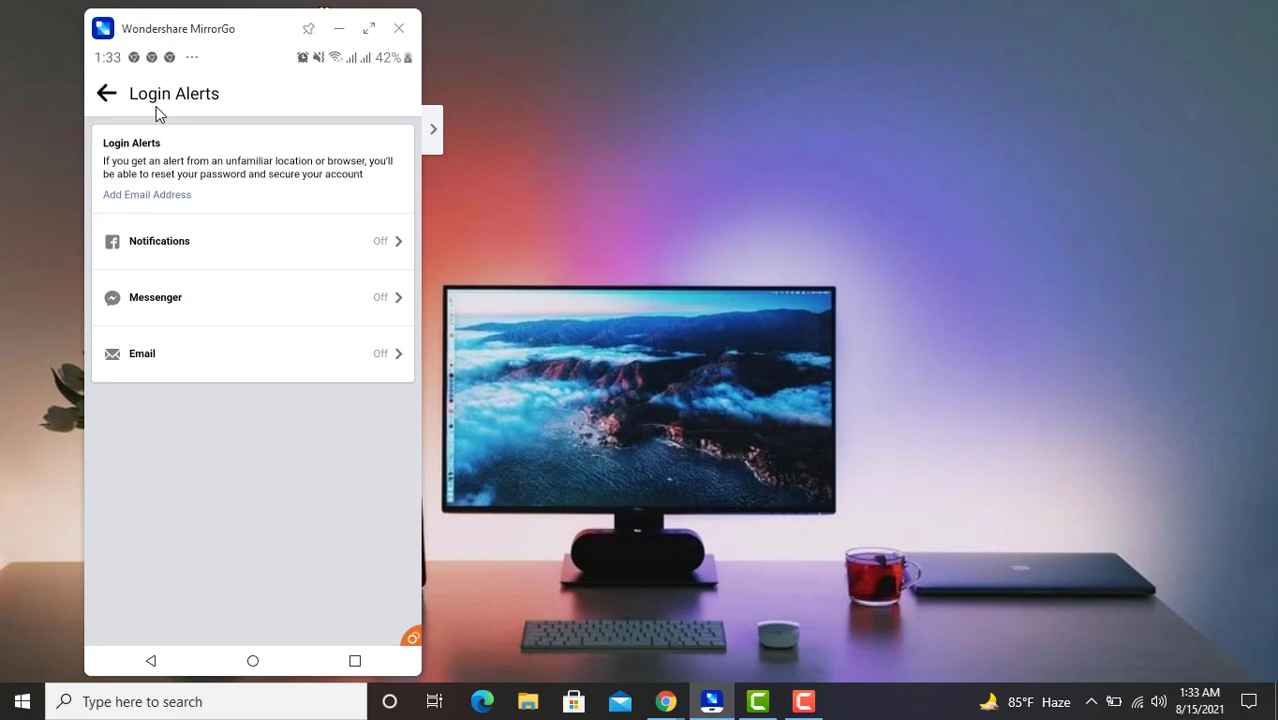 Wondershare MirrorGo
1:33 ... 42%
Login Alerts
Login Alerts
If you get an alert from an unfamiliar location or browser, you'll
be able to reset your password and secure your account
Add Email Address
Notifications Off
Messenger Off
Email Off
Type here to search
85°F Haze
1:33 AM
8/15/2021